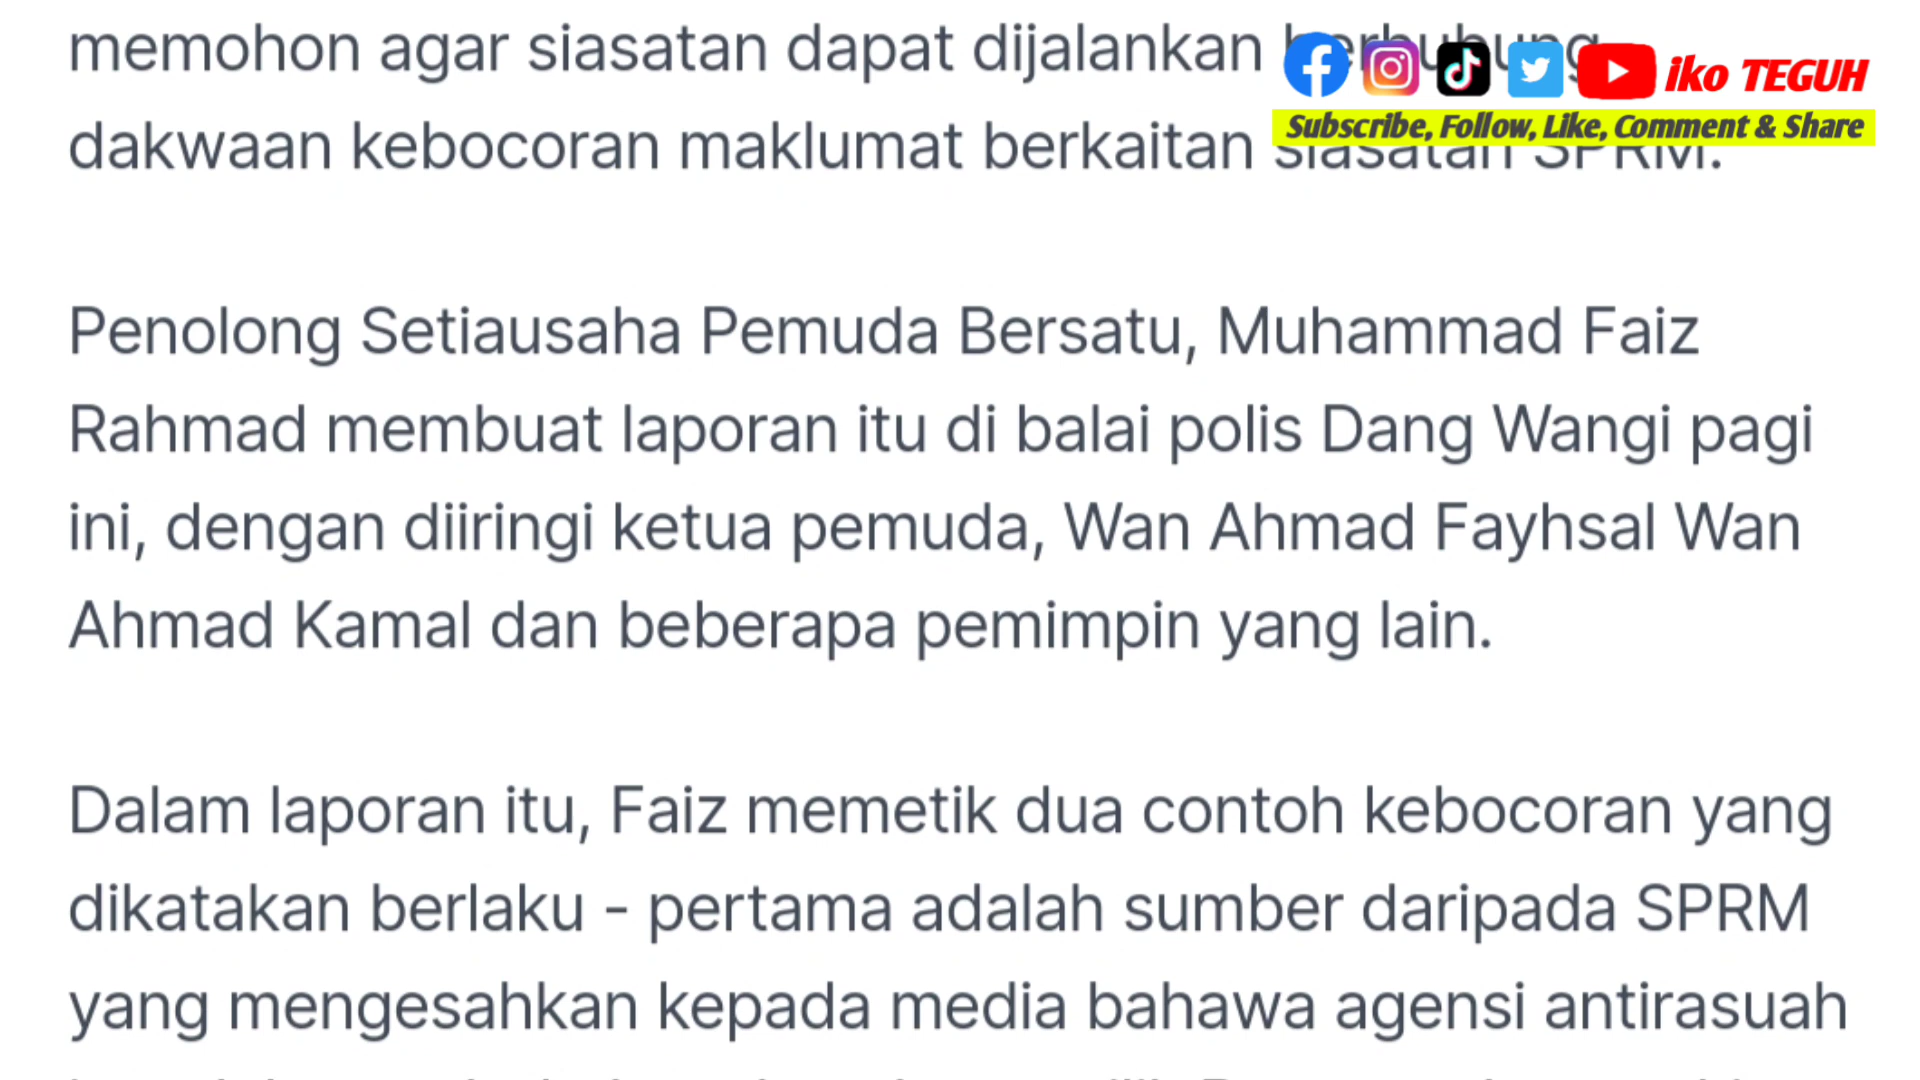 memohon agar siasatan dapat dijalankan berhubung
iko TEGUH
Subscribe, Follow, Like, Comment & Share
dakwaan kebocoran maklumat berkaitan siasatan SPRM.
Penolong Setiausaha Pemuda Bersatu, Muhammad Faiz
Rahmad membuat laporan itu di balai polis Dang Wangi pagi
ini, dengan diiringi ketua pemuda, Wan Ahmad Fayhsal Wan
Ahmad Kamal dan beberapa pemimpin yang lain.
Dalam laporan itu, Faiz memetik dua contoh kebocoran yang
dikatakan berlaku - pertama adalah sumber daripada SPRM
yang mengesahkan kepada media bahawa agensi antirasuah